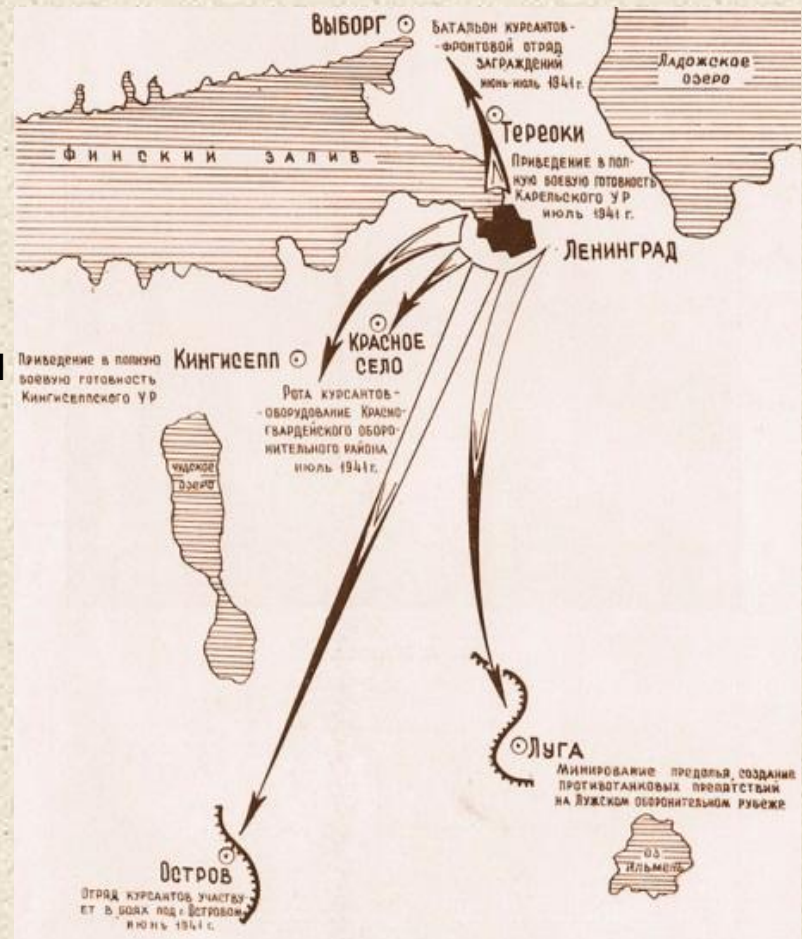 ВЫБОРГ
БАТАЛЬОН КУРСАНТОВ-
-ФРОНТОВОЙ ОТРЯД
ЗАГРАЖДЕНИЙ
ИЮНЬ-ИЮЛЬ 1941 г.
ЛАДОЖСКОЕ
ОЗЕРО
ТЕРЕОКИ
ФИНСКИЙ ЗАЛИВ
ПРИВЕДЕНИЕ В ПОЛ-
НУЮ БОЕВУЮ ГОТОВНОСТЬ
КАРЕЛЬСКОГО УР
ИЮЛЬ 1941 г.
ЛЕНИНГРАД
КРАСНОЕ
СЕЛО
КИНГИСЕПП
ПРИВЕДЕНИЕ В ПОЛНУЮ
БОЕВУЮ ГОТОВНОСТЬ
КИНГИСЕППСКОГО УР
РОТА КУРСАНТОВ-
-ОБОРУДОВАНИЕ КРАСНО-
ГВАРДЕЙСКОГО ОБОРО-
НИТЕЛЬНОГО РАЙОНА
ИЮЛЬ 1941 г.
ЧУДСКОЕ
ОЗЕРО
ЛУГА
МИНИРОВАНИЕ ПРЕДПОЛЬЯ, СОЗДАНИЕ
ПРОТИВОТАНКОВЫХ ПРЕПЯТСТВИЙ
НА ЛУЖСКОМ ОБОРОНИТЕЛЬНОМ РУБЕЖЕ
ОЗ
ИЛЬМЕНЬ
ОСТРОВ
ОТРЯД КУРСАНТОВ УЧАСТВУ-
ЕТ В БОЯХ ПОД г. ОСТРОВОМ
ИЮНЬ 1941 г.